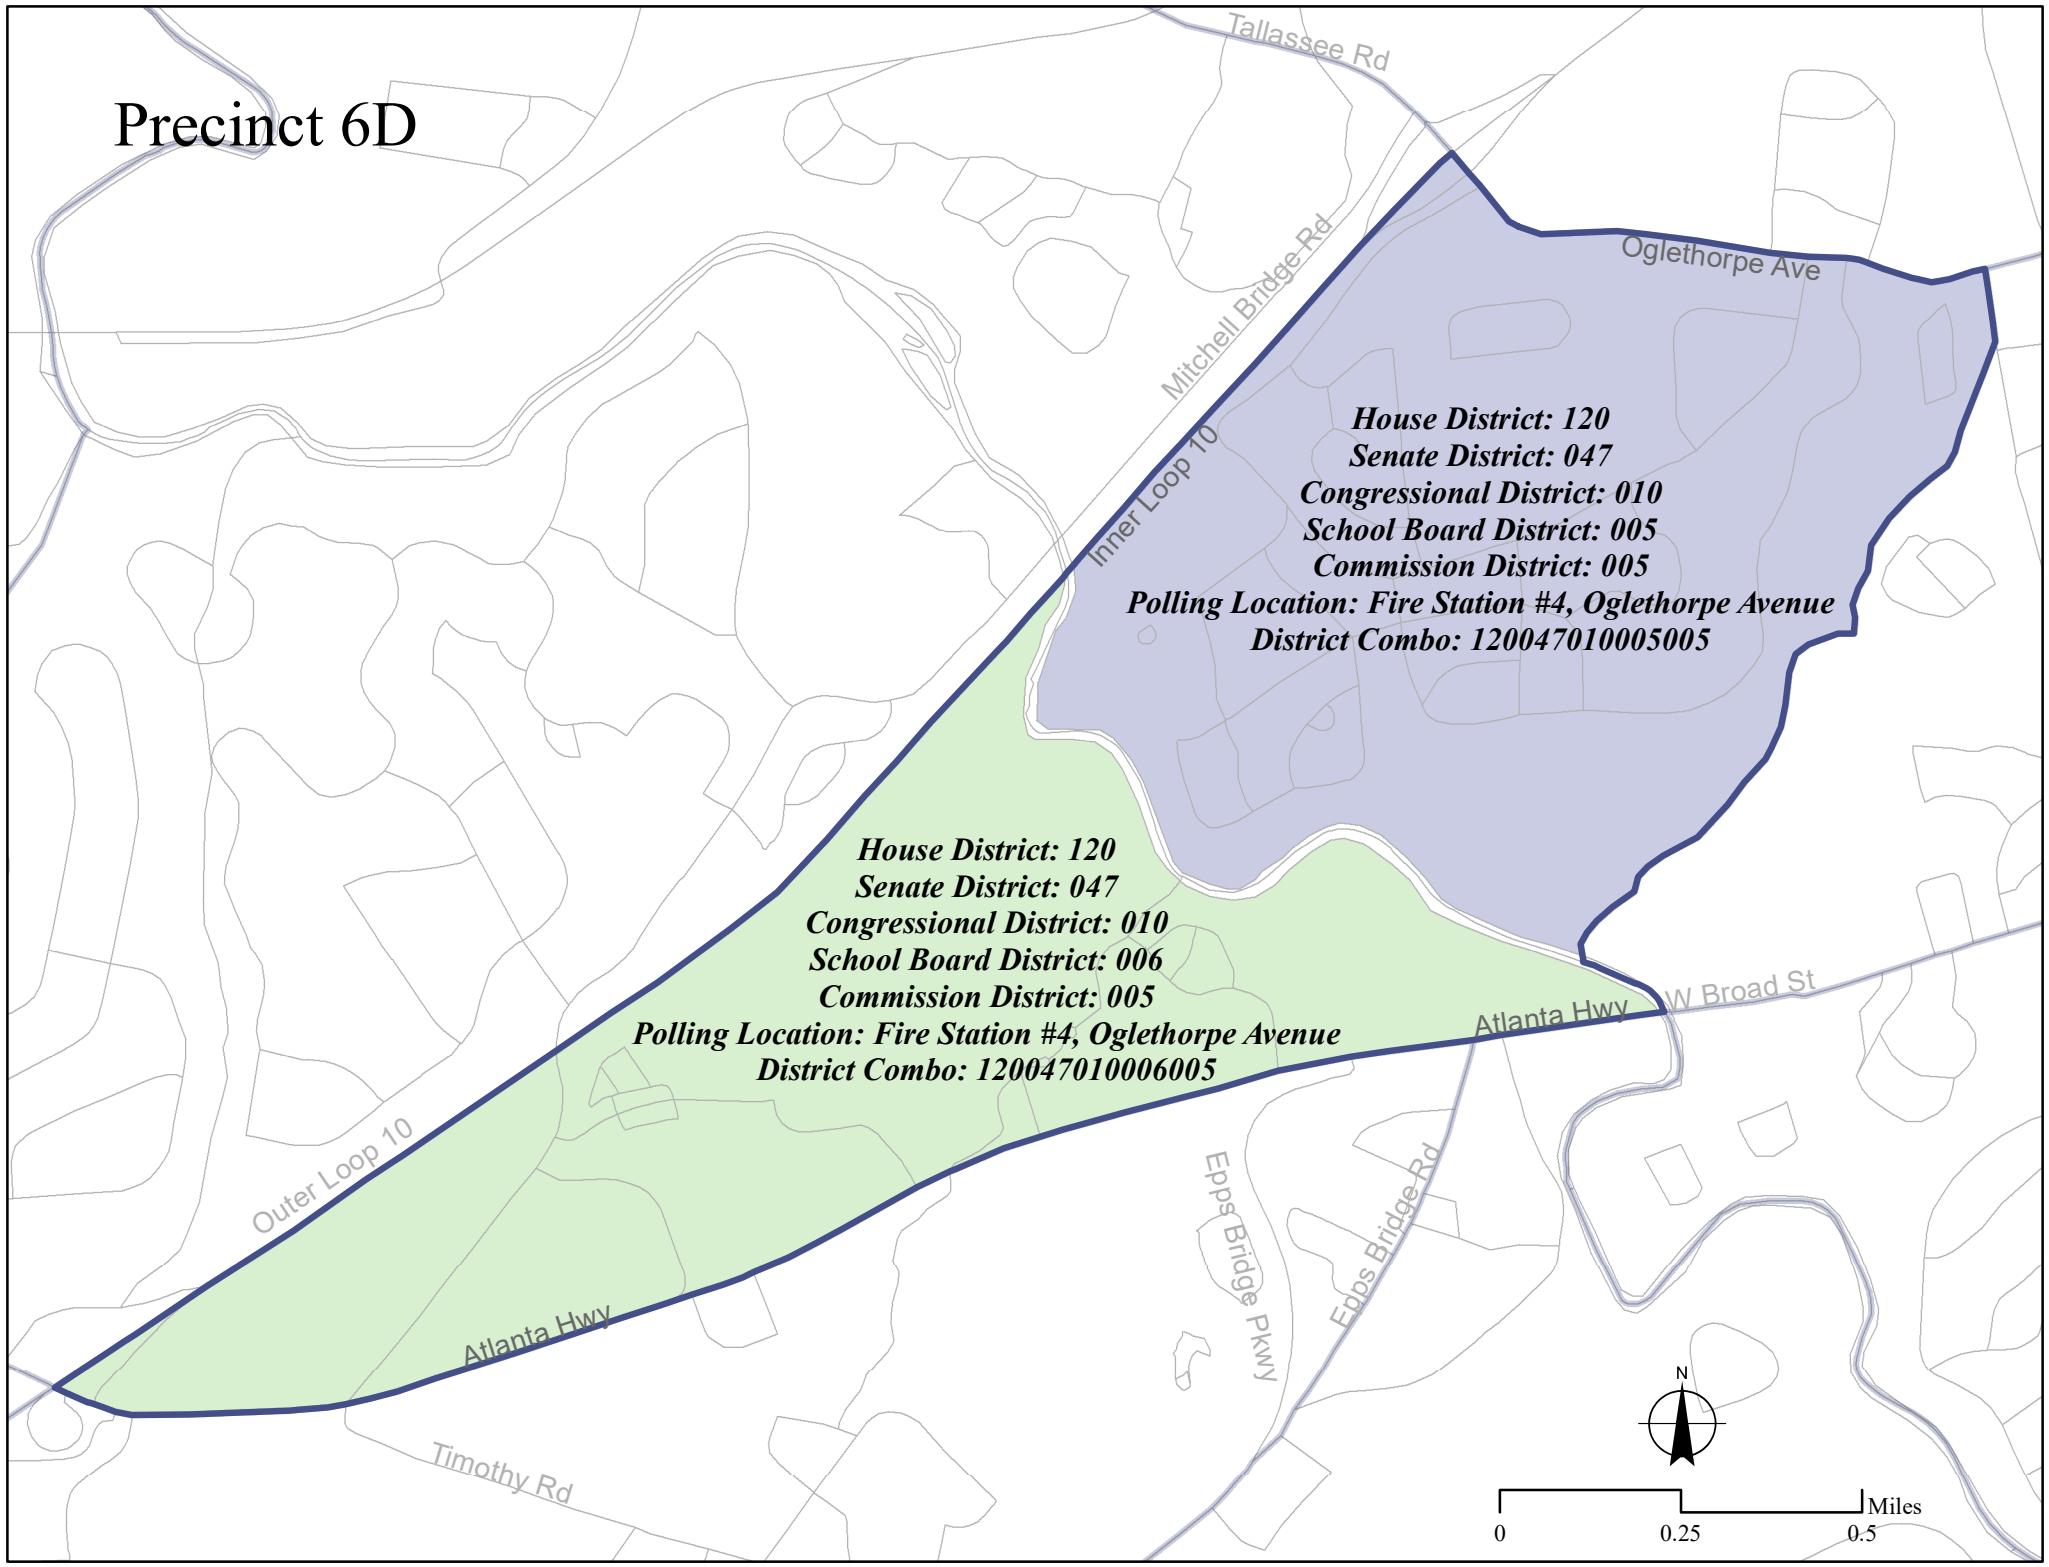 Tallassee Rd
Precinct 6D
Oglethorpe Ave
Mitchell Bridge Rd
Inner Loop 10
House District: 120
Senate District: 047
Congressional District: 010
School Board District: 005
Commission District: 005
Polling Location: Fire Station #4, Oglethorpe Avenue
District Combo: 120047010005005
House District: 120
Senate District: 047
Congressional District: 010
School Board District: 006
Commission District: 005
Polling Location: Fire Station #4, Oglethorpe Avenue
District Combo: 120047010006005
W Broad St
Atlanta Hwy
Outer Loop 10
Epps Bridge Pkwy
Epps Bridge Rd
Atlanta Hwy
Timothy Rd
N
Miles
0 0.25 0.5